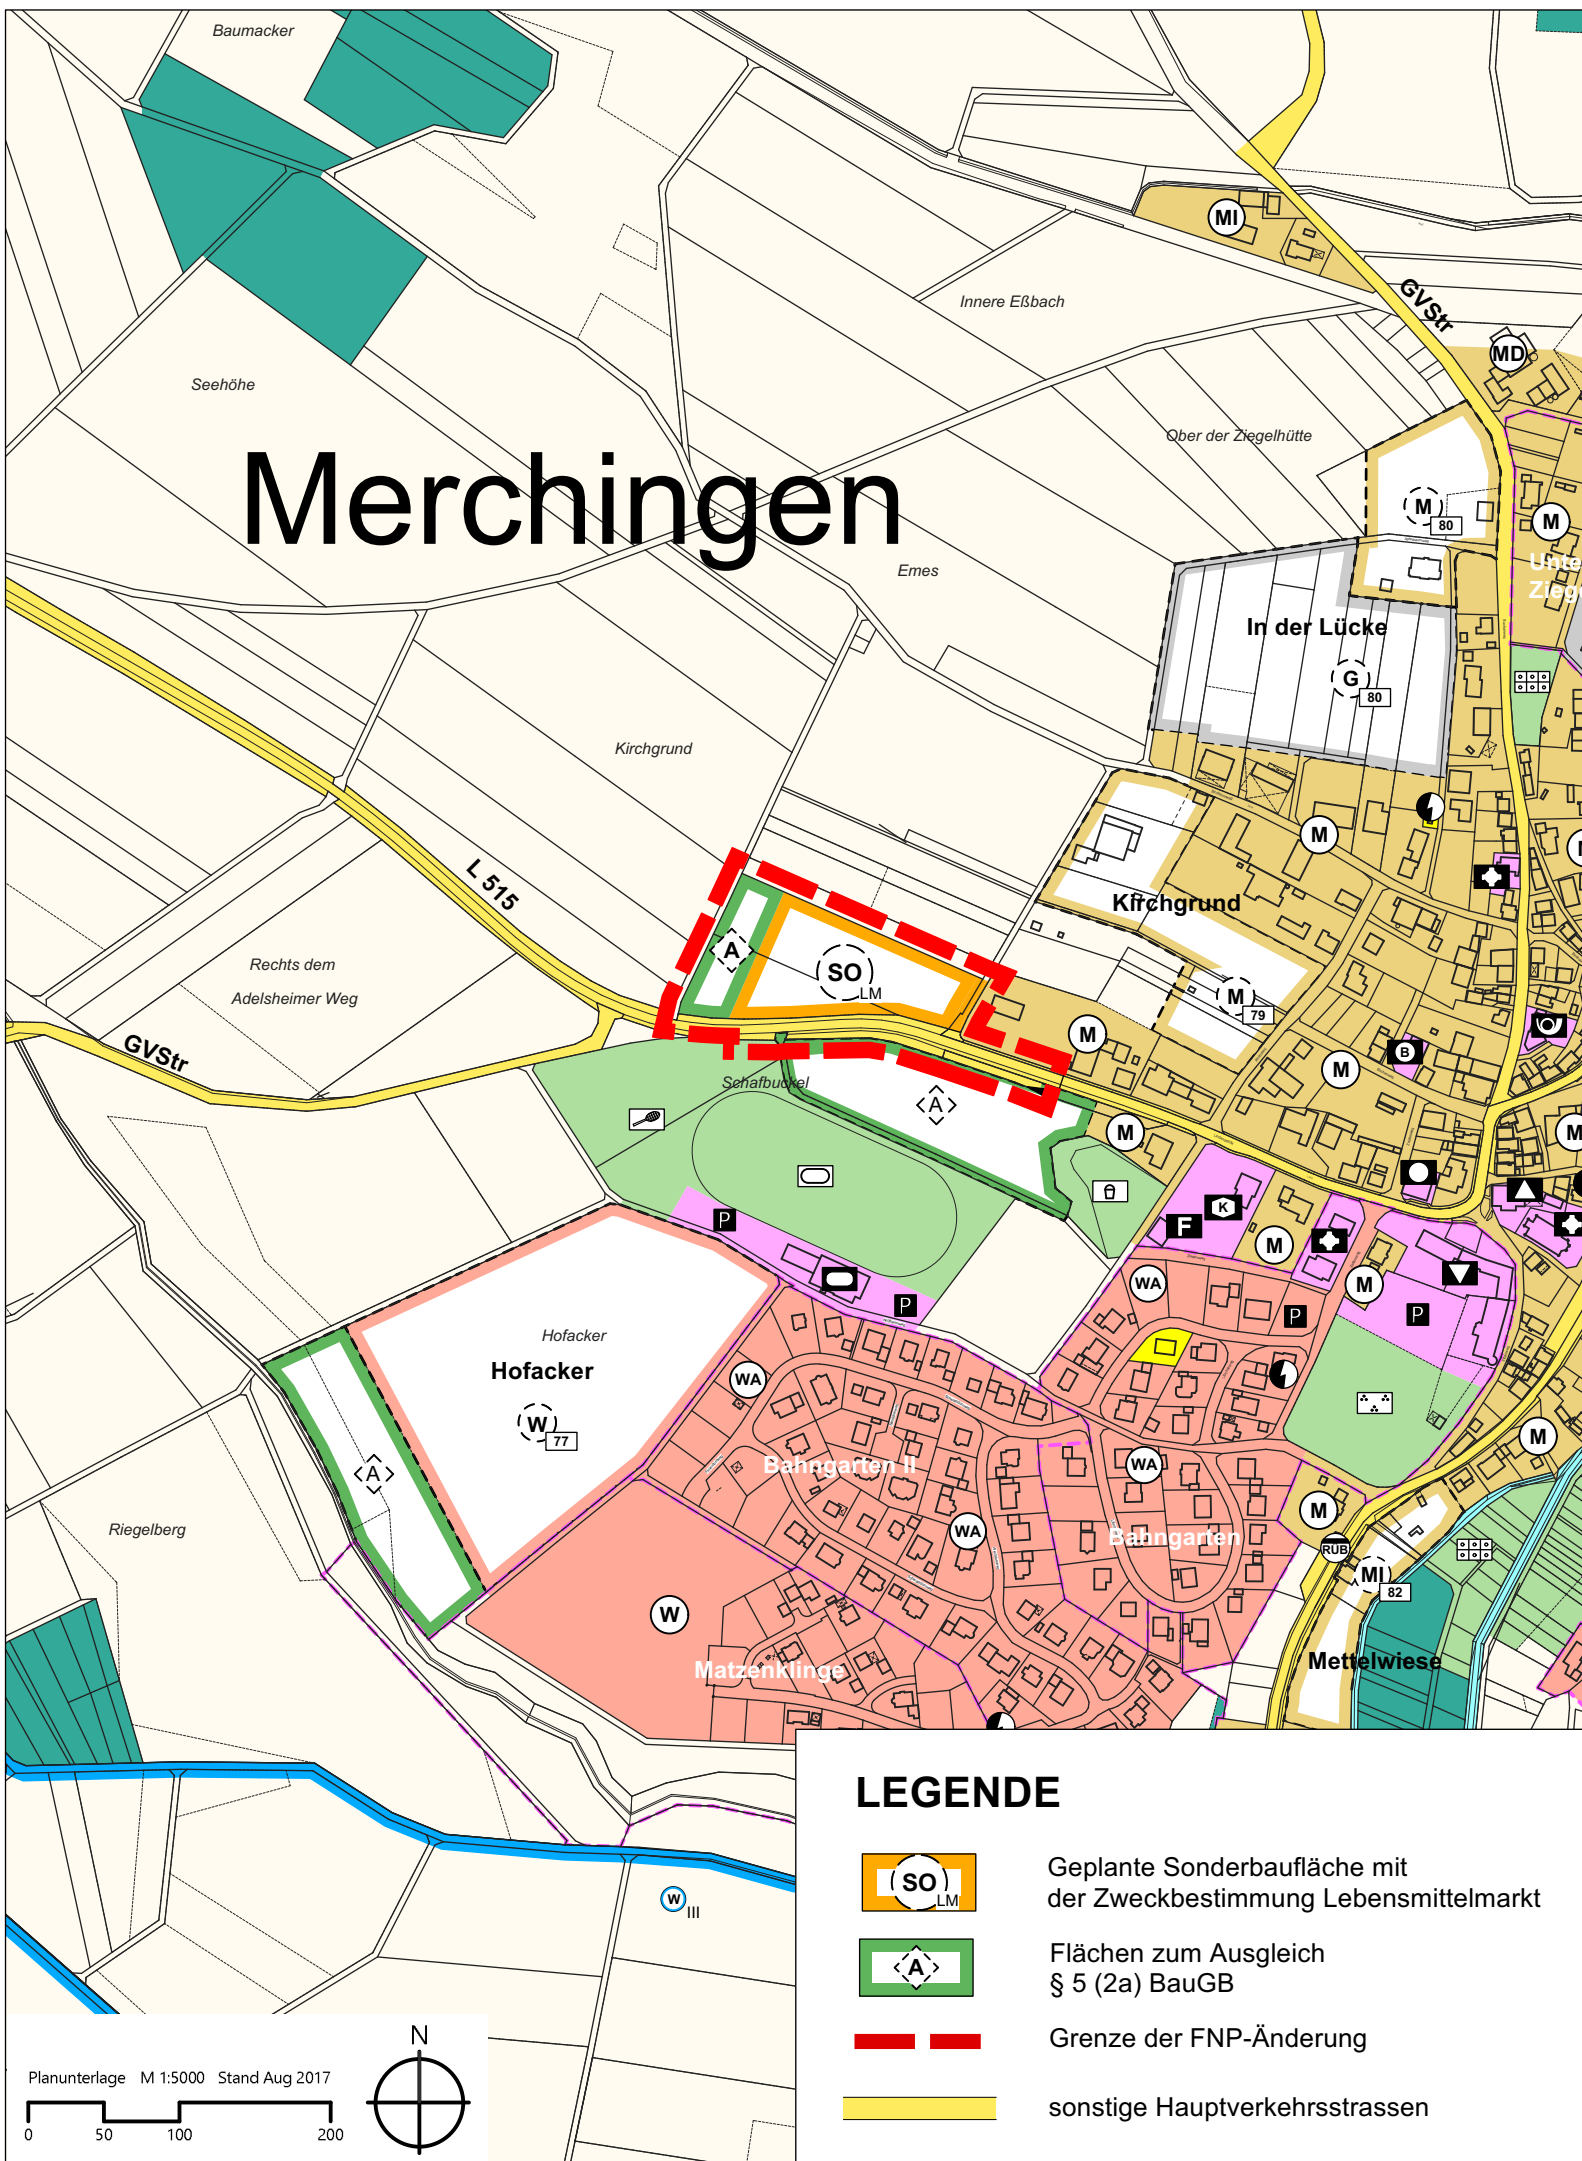 Baumacker
MI
Innere Eßbach
GVStr
MD
Seehöhe
Ober der Ziegelhütte
Merchingen
M
80
M
Unte
Zieg
Emes
In der Lücke
G
80
Kirchgrund
M
L 515
Kirchgrund
A
SO
LM
Rechts dem
Adelsheimer Weg
M
79
M
B
M
GVStr
Schafbuckel
A
M
M
P
K
F
M
WA
M
P
P
P
Hofacker
Hofacker
WA
W
77
A
Bahngarten II
WA
WA
Bahngarten
M
M
RUB
MI
82
Riegelberg
W
Matzenklinge
Mettelwiese
W
III
LEGENDE
SO
LM
Geplante Sonderbaufläche mit
der Zweckbestimmung Lebensmittelmarkt
A
Flächen zum Ausgleich
§ 5 (2a) BauGB
Grenze der FNP-Änderung
sonstige Hauptverkehrsstrassen
N
Planunterlage M 1:5000 Stand Aug 2017
0 50 100 200